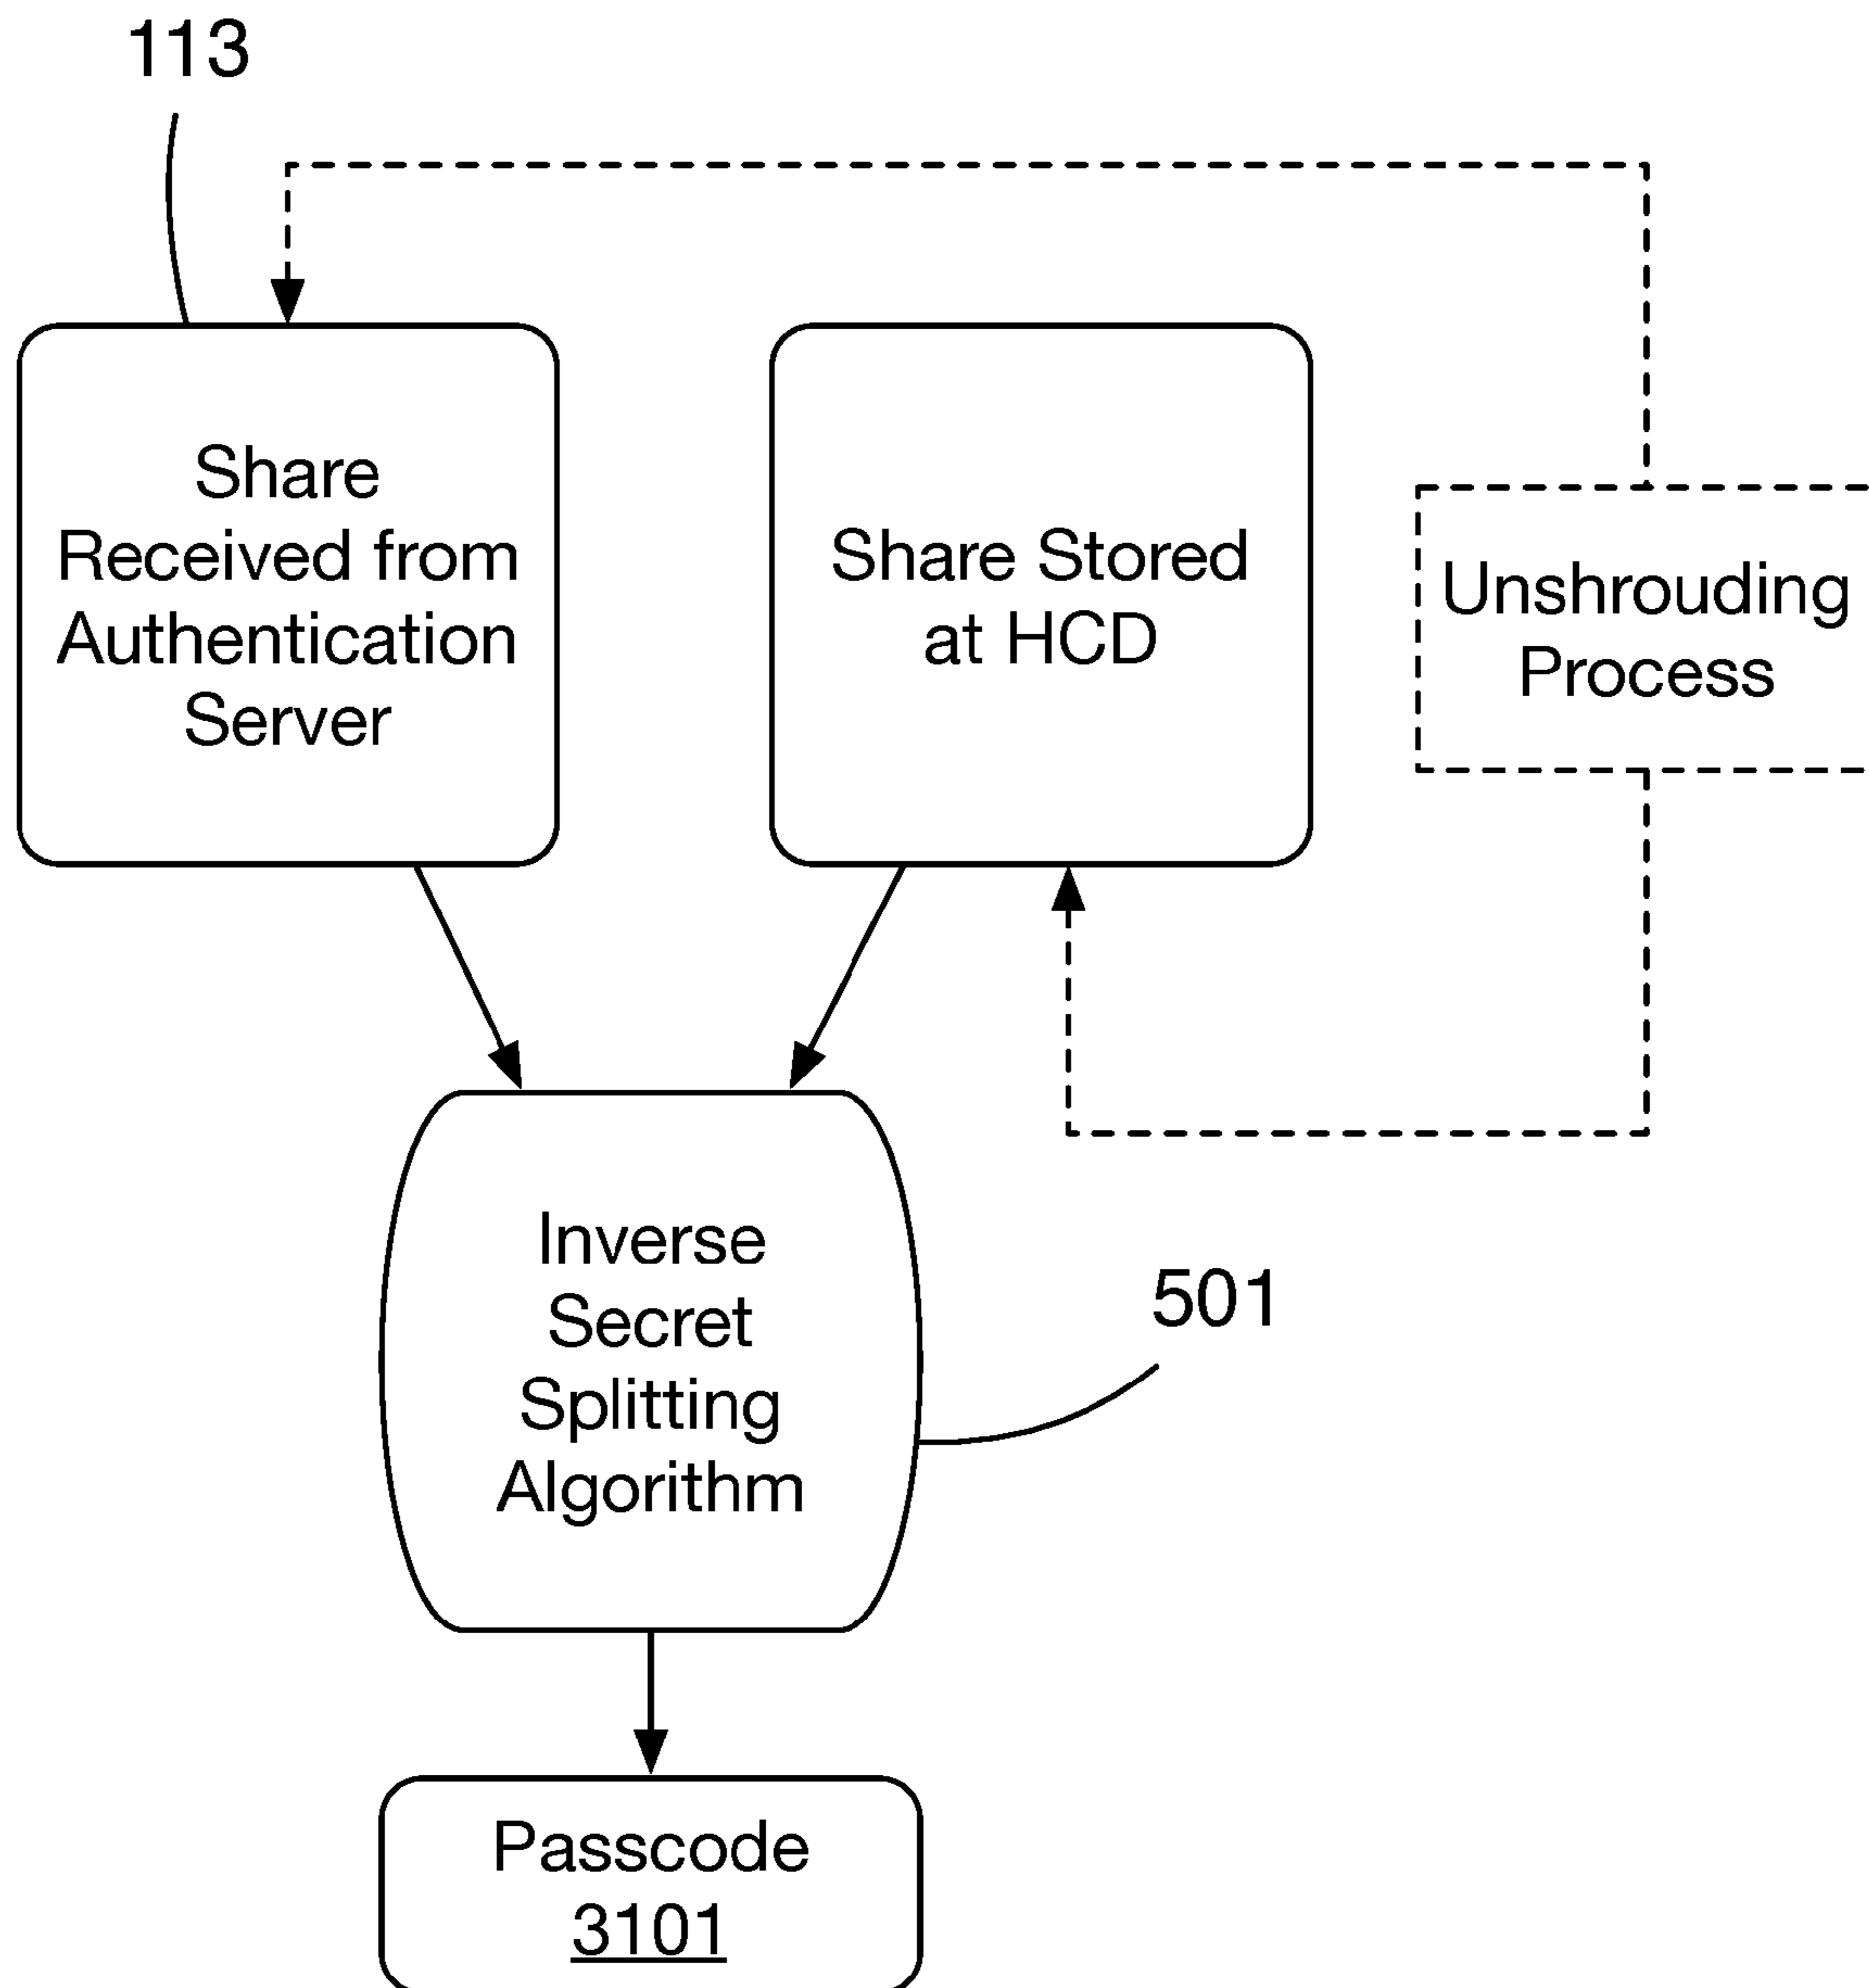 113
Share
Received from
Authentication
Server
Share Stored
at HCD
Unshrouding
Process
Inverse
Secret
Splitting
Algorithm
501
Passcode
3101